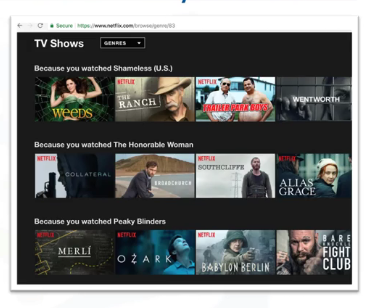 Secure https://www.netflix.com/browse/genre/83
TV Shows GENRES
Because you watched Shameless (U.S.)
WEEDS
NETFLIX
THE RANCH
NETFLIX
TRAILER PARK BOYS
WENTWORTH
Because you watched The Honorable Woman
NETFLIX
COLLATERAL
BROADCHURCH
NETFLIX
SOUTHCLIFFE
NETFLIX
ALIAS GRACE
Because you watched Peaky Blinders
NETFLIX
MERLÍ
NETFLIX
OZARK
NETFLIX
BABYLON BERLIN
BARE
KNUCKLE
FIGHT
CLUB